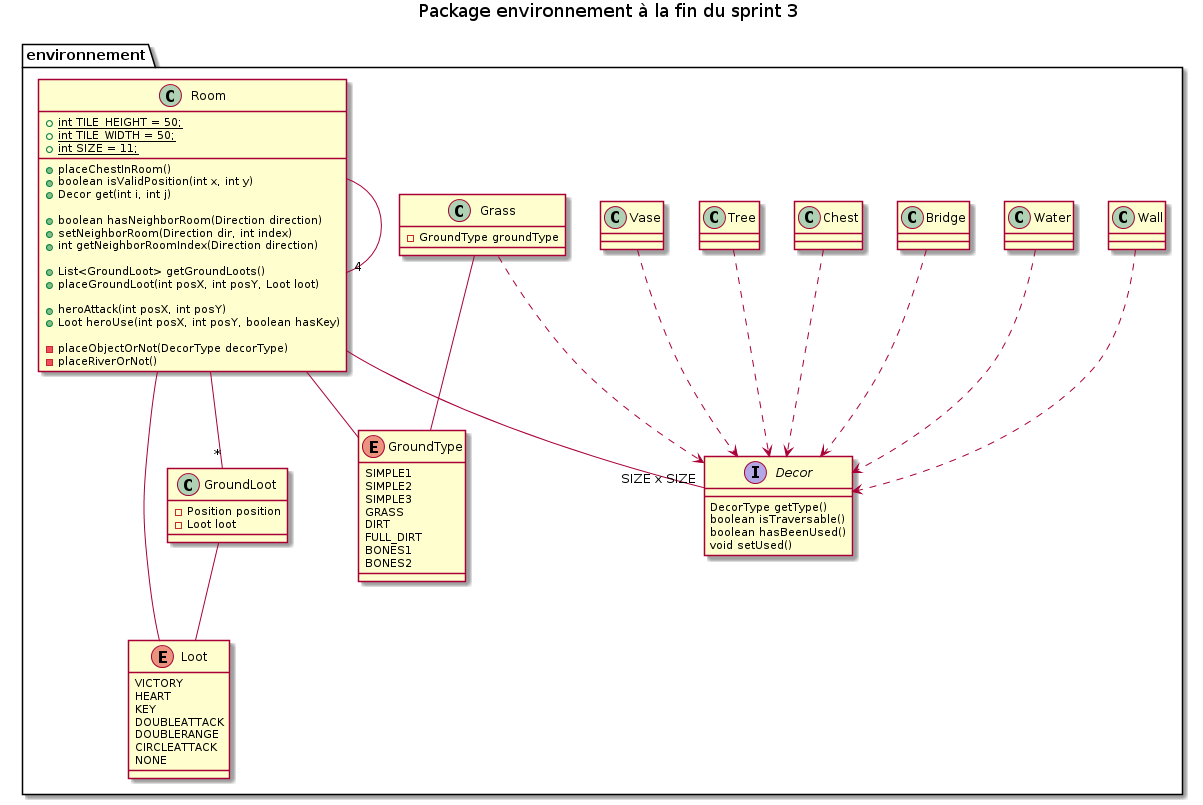 Package environnement à la fin du sprint 3
environnement
C Room
int TILE_HEIGHT = 50;
int TILE_WIDTH = 50;
int SIZE = 11;
placeChestInRoom()
boolean isValidPosition(int x, int y)
Decor get(int i, int j)
boolean hasNeighborRoom(Direction direction)
setNeighborRoom(Direction dir, int index)
int getNeighborRoomIndex(Direction direction)
List<GroundLoot> getGroundLoots()
placeGroundLoot(int posX, int posY, Loot loot)
heroAttack(int posX, int posY)
Loot heroUse(int posX, int posY, boolean hasKey)
placeObjectOrNot(DecorType decorType)
placeRiverOrNot()
4
C Grass
GroundType groundType
C Vase
C Tree
C Chest
C Bridge
C Water
C Wall
*
C GroundLoot
Position position
Loot loot
E GroundType
SIMPLE1
SIMPLE2
SIMPLE3
GRASS
DIRT
FULL_DIRT
BONES1
BONES2
SIZE x SIZE
I Decor
DecorType getType()
boolean isTraversable()
boolean hasBeenUsed()
void setUsed()
E Loot
VICTORY
HEART
KEY
DOUBLEATTACK
DOUBLERANGE
CIRCLEATTACK
NONE